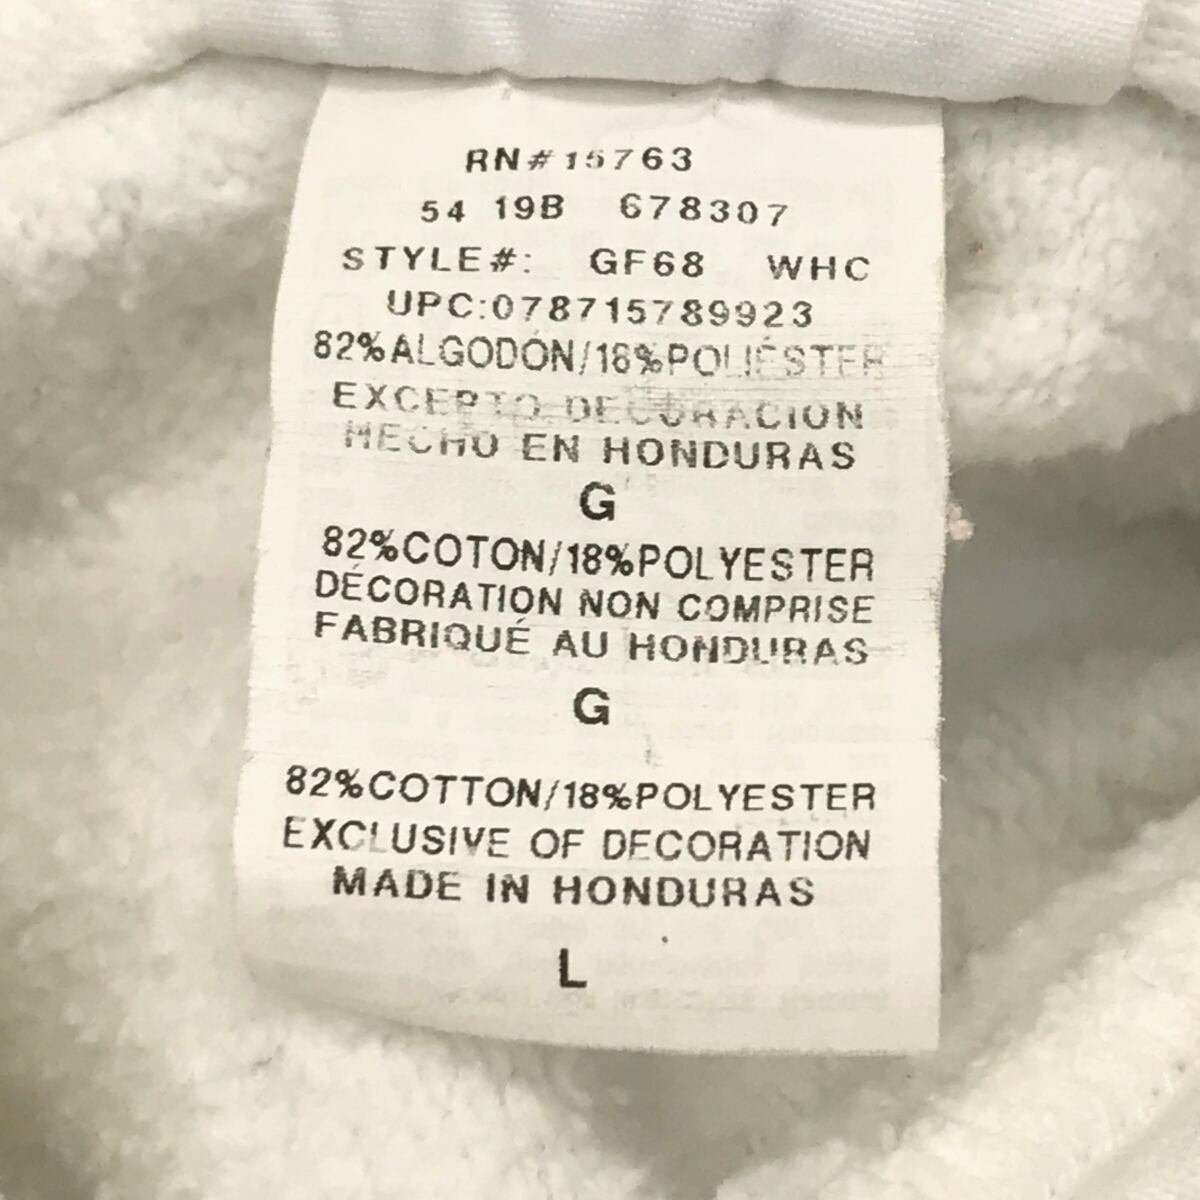 RN#15763
54 19B 678307
STYLE#: GF68 WHC
UPC:078715789923
82%ALGODÓN/18%POLIÉSTER
EXCEPTO DECORACION
HECHO EN HONDURAS
G
82%COTON/18%POLYESTER
DÉCORATION NON COMPRISE
FABRIQUÉ AU HONDURAS
G
82%COTTON/18%POLYESTER
EXCLUSIVE OF DECORATION
MADE IN HONDURAS
L